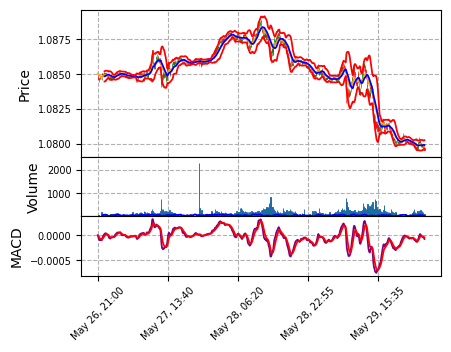 1.0875
1.0850
1.0825
1.0800
Price
2000
1000
Volume
0.0000
−0.0005
MACD
May 26, 21:00
May 27, 13:40
May 28, 06:20
May 28, 22:55
May 29, 15:35